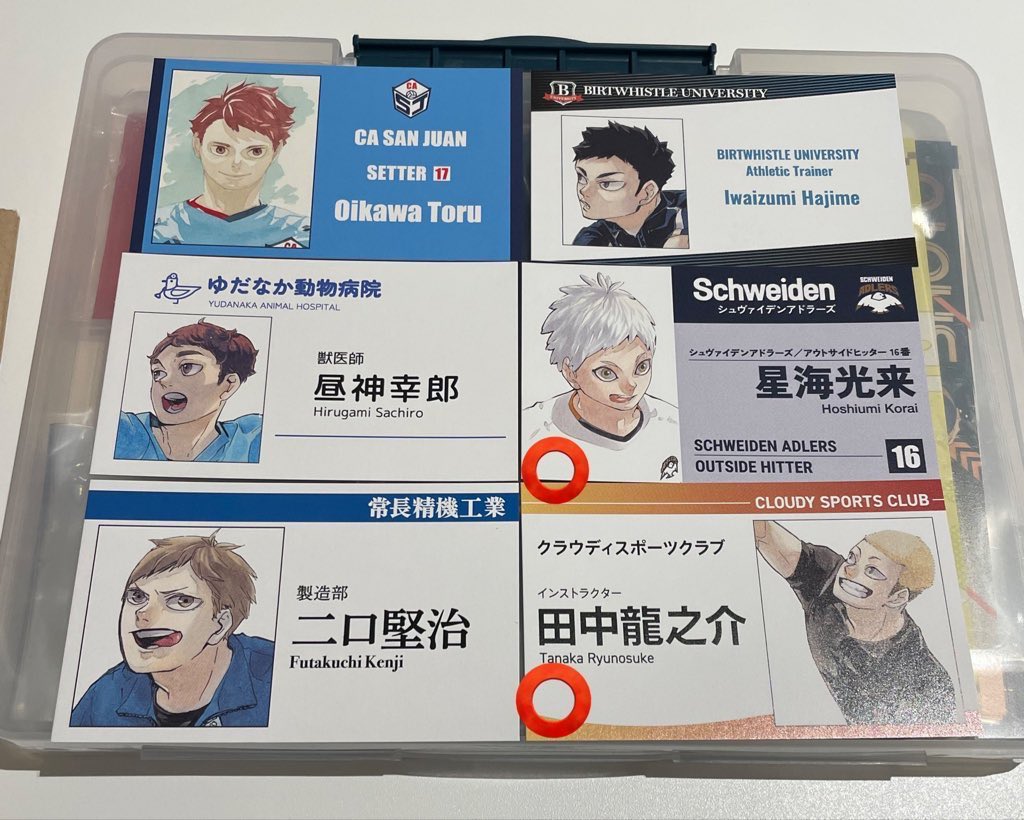 CA
ST
CA SAN JUAN
SETTER 17
Oikawa Toru
CA
B
UNIVERSITY
BIRTWHISTLE UNIVERSITY
BIRTWHISTLE UNIVERSITY
Athletic Trainer
Iwaizumi Hajime
ゆだなか動物病院
YUDANAKA ANIMAL HOSPITAL
獣医師
昼神幸郎
Hirugami Sachiro
Schweiden
シュヴァイデンアドラーズ
SCHWEIDEN
ADLERS
シュヴァイデンアドラーズ／アウトサイドヒッター 16番
星海光来
Hoshiumi Korai
SCHWEIDEN ADLERS
OUTSIDE HITTER
16
常長精機工業
製造部
二口堅治
Futakuchi Kenji
CLOUDY SPORTS CLUB
クラウディスポーツクラブ
インストラクター
田中龍之介
Tanaka Ryunosuke